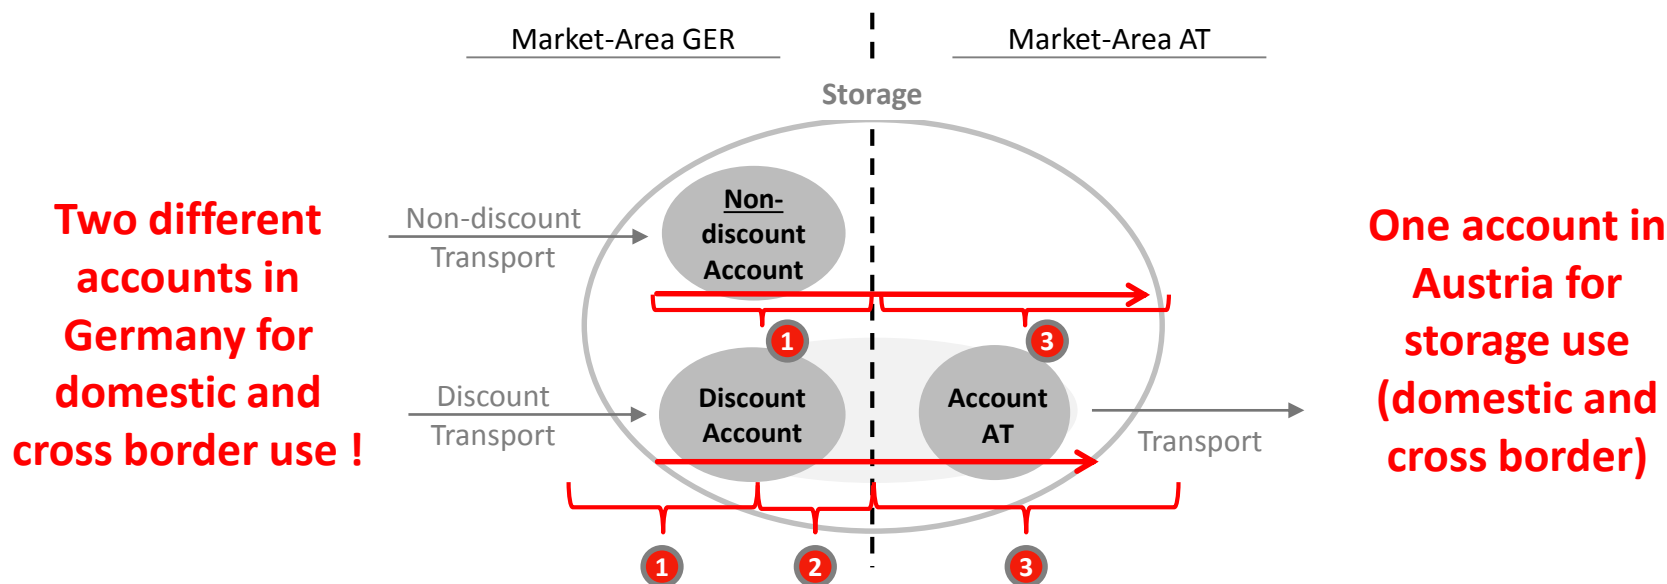 Market-Area GER
Market-Area AT
Storage
Two different
accounts in
Germany for
domestic and
cross border use !
Non-discount
Transport
Non-
discount
Account
1
3
Discount
Transport
Discount
Account
Account
AT
Transport
1
2
3
One account in
Austria for
storage use
(domestic and
cross border)